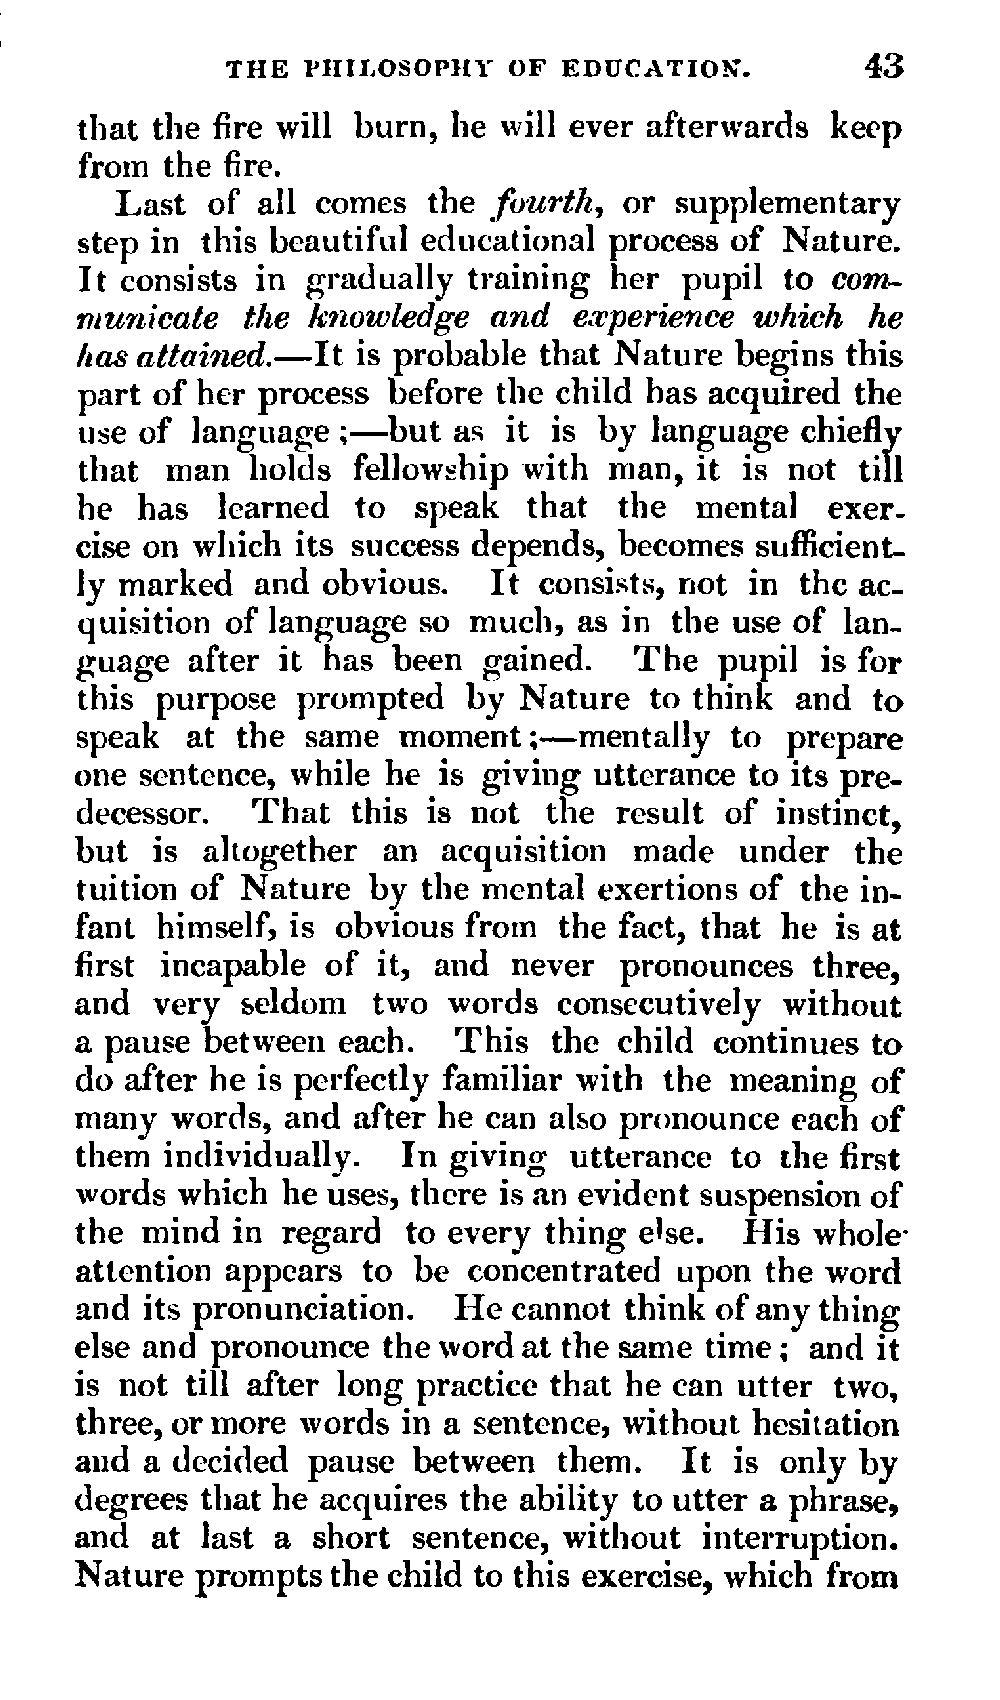 THE PHILOSOPHY OF EDUCATION. 43
that the fire will burn, he will ever afterwards keep
from the fire.
Last of all comes the fourth, or supplementary
step in this beautiful educational process of Nature.
It consists in gradually training her pupil to com-
municate the knowledge and experience which he
has attained.—It is probable that Nature begins this
part of her process before the child has acquired the
use of language ;—but as it is by language chiefly
that man holds fellowship with man, it is not till
he has learned to speak that the mental exer-
cise on which its success depends, becomes sufficient-
ly marked and obvious. It consists, not in the ac-
quisition of language so much, as in the use of lan-
guage after it has been gained. The pupil is for
this purpose prompted by Nature to think and to
speak at the same moment ;—mentally to prepare
one sentence, while he is giving utterance to its pre-
decessor. That this is not the result of instinct,
but is altogether an acquisition made under the
tuition of Nature by the mental exertions of the in-
fant himself, is obvious from the fact, that he is at
first incapable of it, and never pronounces three,
and very seldom two words consecutively without
a pause between each. This the child continues to
do after he is perfectly familiar with the meaning of
many words, and after he can also pronounce each of
them individually. In giving utterance to the first
words which he uses, there is an evident suspension of
the mind in regard to every thing else. His whole
attention appears to be concentrated upon the word
and its pronunciation. He cannot think of any thing
else and pronounce the word at the same time ; and it
is not till after long practice that he can utter two,
three, or more words in a sentence, without hesitation
and a decided pause between them. It is only by
degrees that he acquires the ability to utter a phrase,
and at last a short sentence, without interruption.
Nature prompts the child to this exercise, which from